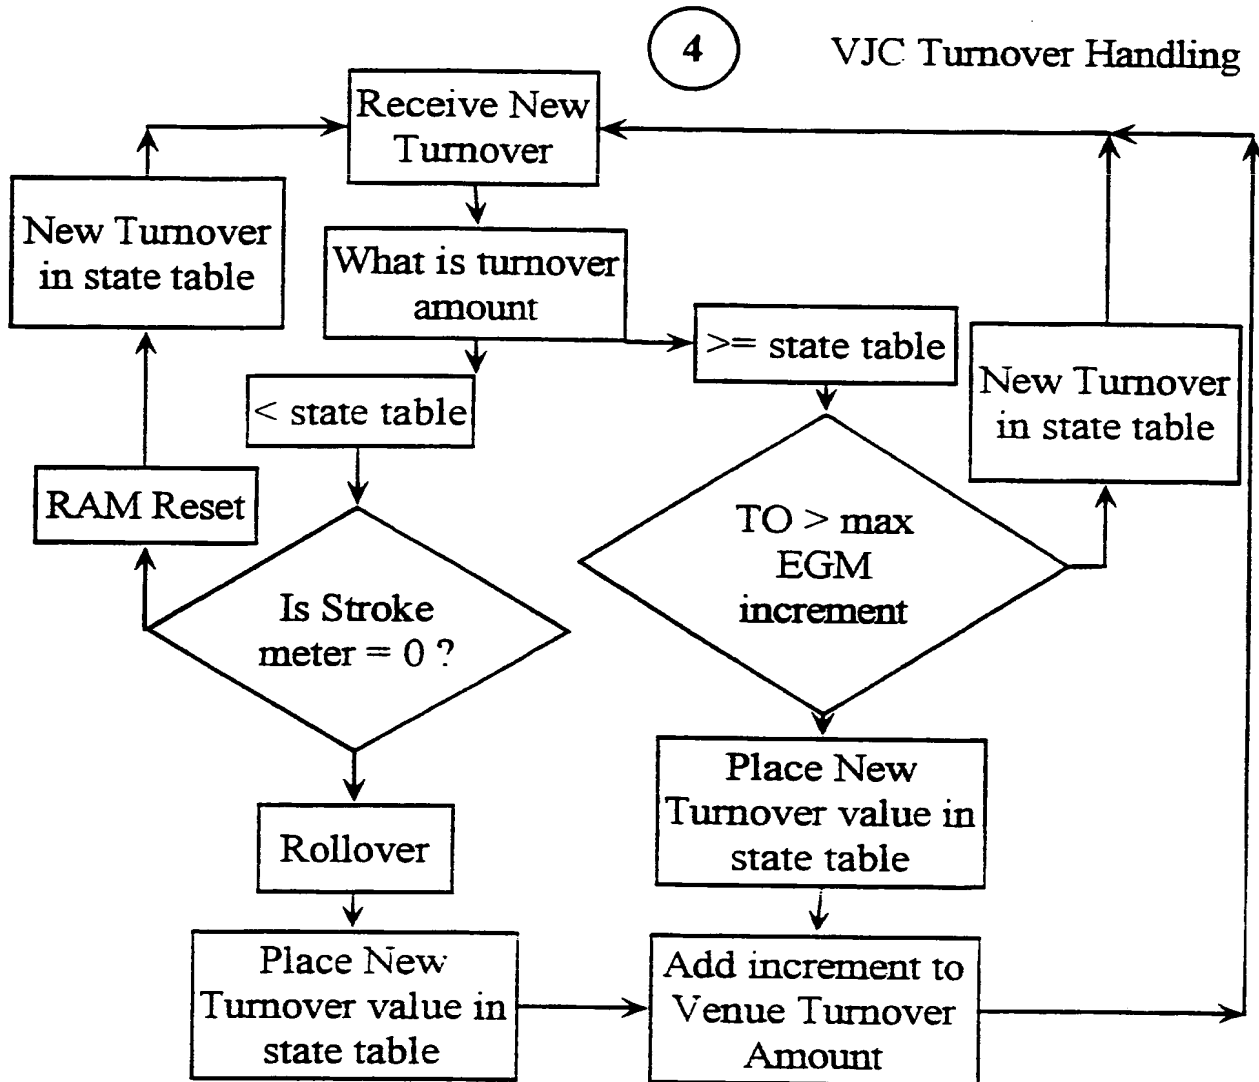 4
VJC Turnover Handling
Receive New
Turnover
New Turnover
in state table
What is turnover
amount
>= state table
New Turnover
in state table
< state table
RAM Reset
TO > max
EGM
increment
Is Stroke
meter = 0 ?
Place New
Turnover value in
state table
Rollover
Place New
Turnover value in
state table
Add increment to
Venue Turnover
Amount